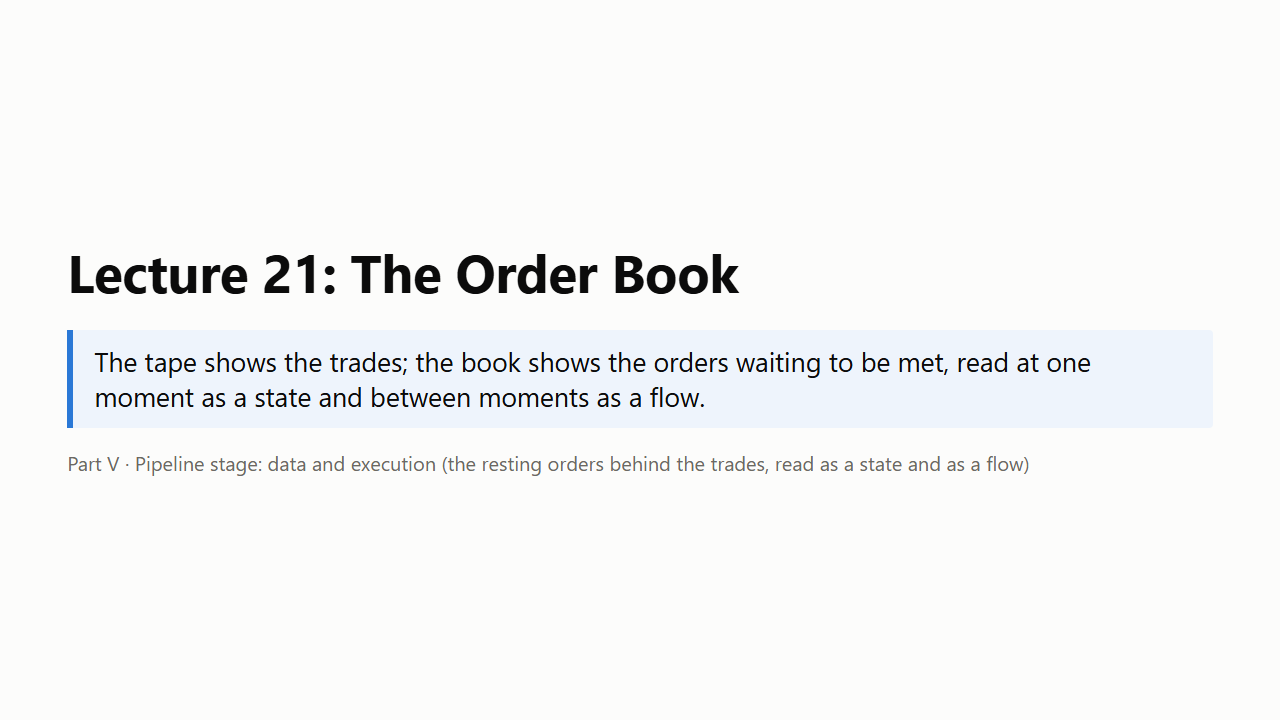 Lecture 21: The Order Book
The tape shows the trades; the book shows the orders waiting to be met, read at one
moment as a state and between moments as a flow.
Part V · Pipeline stage: data and execution (the resting orders behind the trades, read as a state and as a flow)